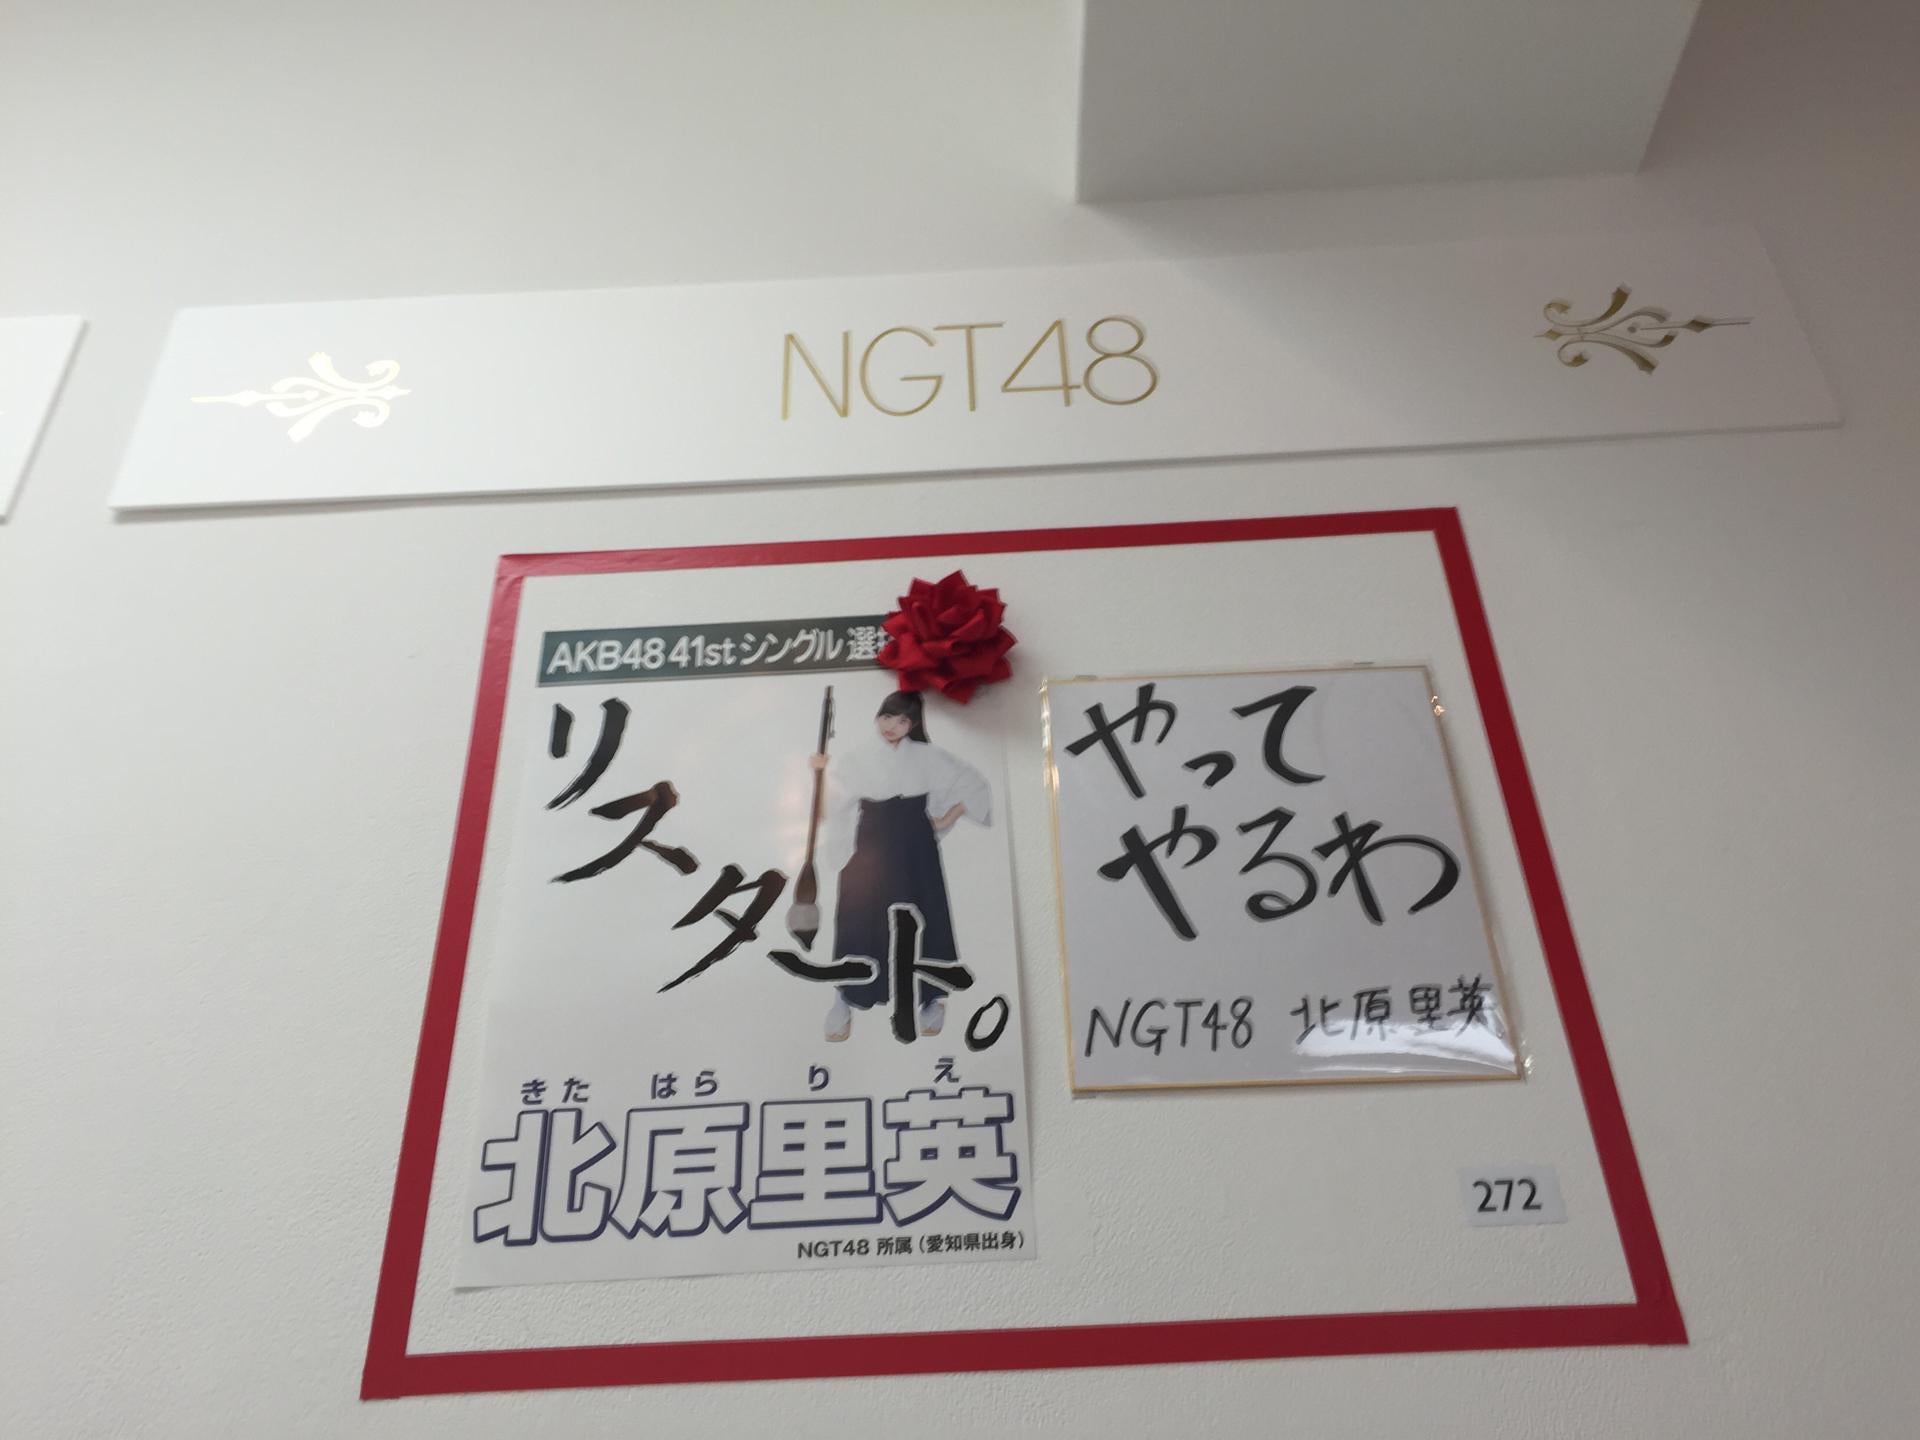 NGT48
AKB48 41stシングル 選
リスタート。
きた はら り え
北原里英
NGT48 所属（愛知県出身）
やって
やるわ
NGT48 北原里英
272